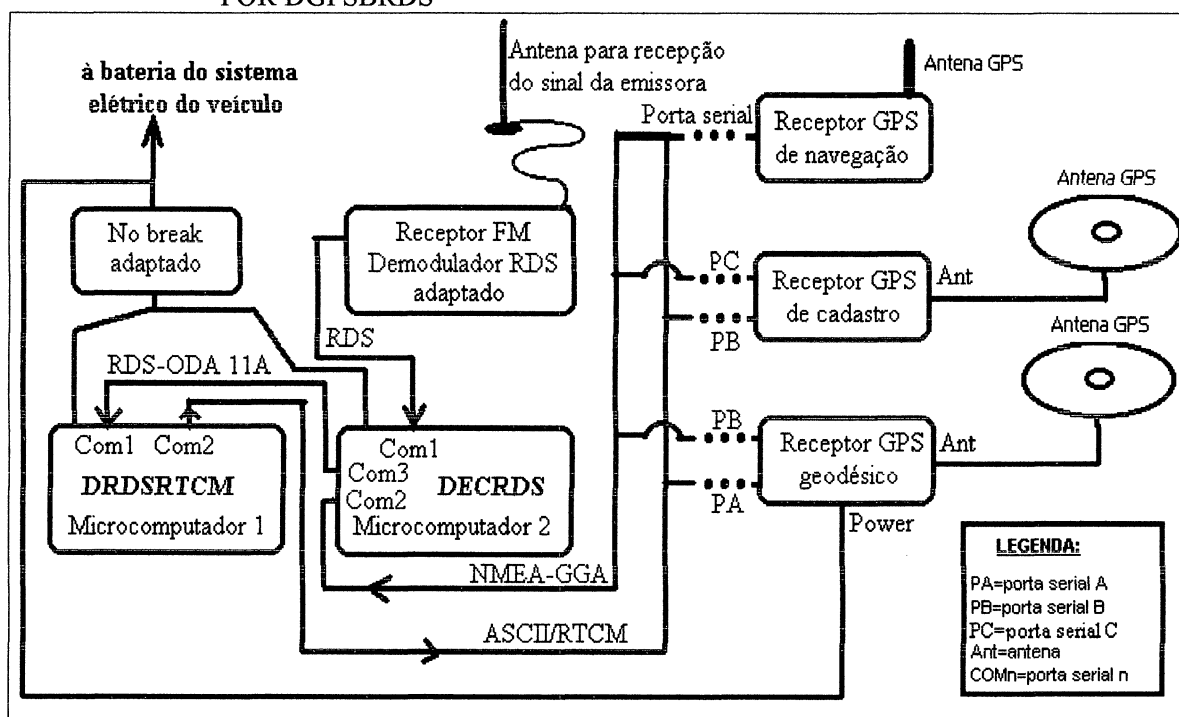 POR DGPSBRDS
à bateria do sistema
elétrico do veículo
Antena para recepção
do sinal da emissora
Antena GPS
Porta serial
Receptor GPS
de navegação
Antena GPS
No break
adaptado
Receptor FM
Demodulador RDS
adaptado
PC
Receptor GPS
de cadastro
Ant
PB
Antena GPS
RDS
RDS-ODA 11A
Com1
Com2
DRDSRTCM
Microcomputador 1
Com1
Com3
DECRDS
Com2
Microcomputador 2
PB
Receptor GPS
geodésico
Ant
PA
Power
NMEA-GGA
ASCII/RTCM
LEGENDA:
PA=porta serial A
PB=porta serial B
PC=porta serial C
Ant=antena
COMn=porta serial n